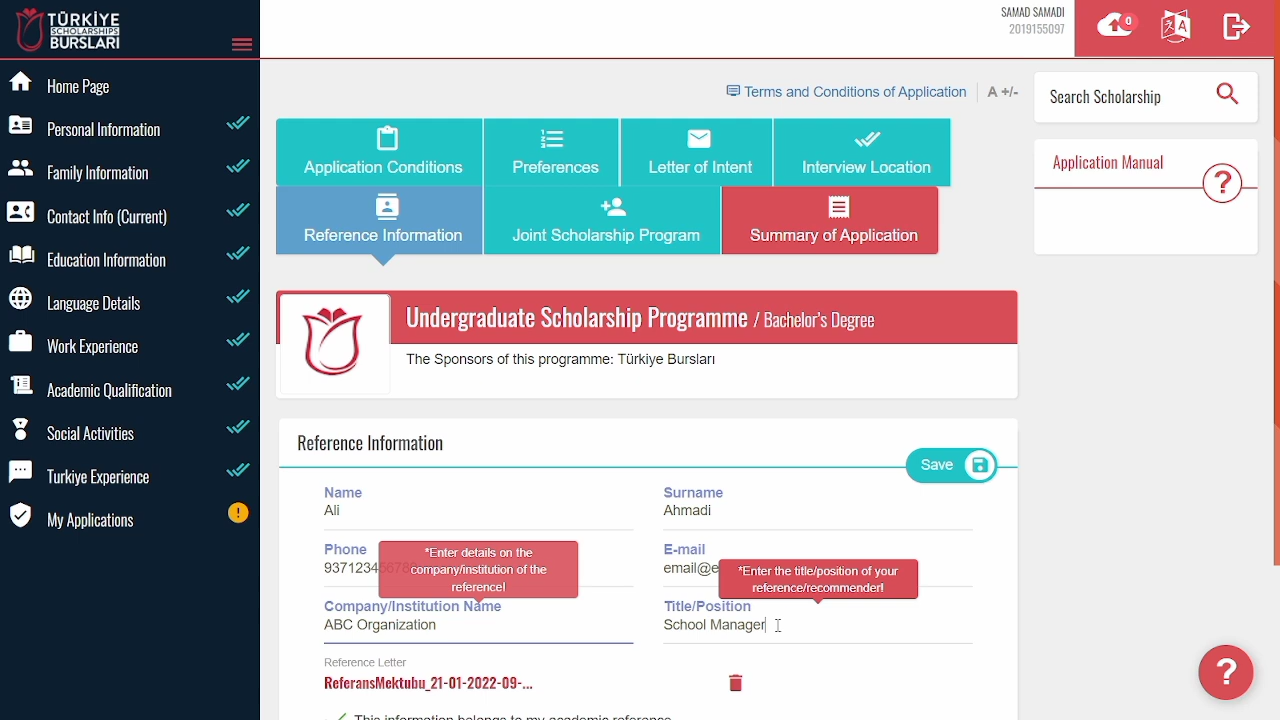 TÜRKİYE
SCHOLARSHIPS
BURSLARI
SAMAD SAMADI
2019155097
0
A
Home Page
Personal Information
Family Information
Contact Info (Current)
Education Information
Language Details
Work Experience
Academic Qualification
Social Activities
Turkiye Experience
My Applications
!
Terms and Conditions of Application
A +/-
Search Scholarship
Application Manual
?
Application Conditions
Preferences
Letter of Intent
Interview Location
Reference Information
Joint Scholarship Program
Summary of Application
Undergraduate Scholarship Programme / Bachelor's Degree
The Sponsors of this programme: Türkiye Bursları
Reference Information
Save
Name
Ali
Surname
Ahmadi
Phone
*Enter details on the
company/institution of the
reference!
E-mail
email@e
*Enter the title/position of your
reference/recommender!
Company/Institution Name
ABC Organization
Title/Position
School Manager
Reference Letter
ReferansMektubu_21-01-2022-09-...
This information belongs to my academic reference
?